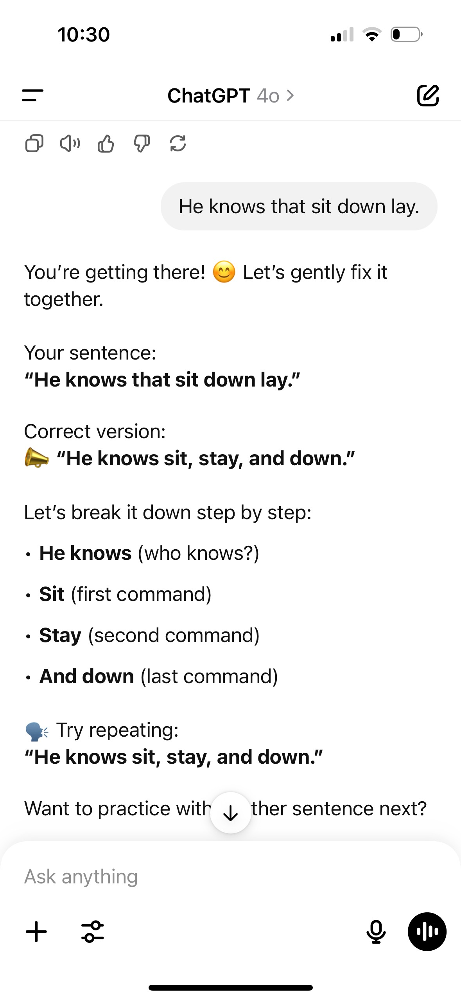 10:30
ChatGPT 4o >
He knows that sit down lay.
You’re getting there! 😊 Let’s gently fix it
together.
Your sentence:
“He knows that sit down lay.”
Correct version:
📣 “He knows sit, stay, and down.”
Let’s break it down step by step:
• He knows (who knows?)
• Sit (first command)
• Stay (second command)
• And down (last command)
🗣️ Try repeating:
“He knows sit, stay, and down.”
Want to practice with ther sentence next?
Ask anything